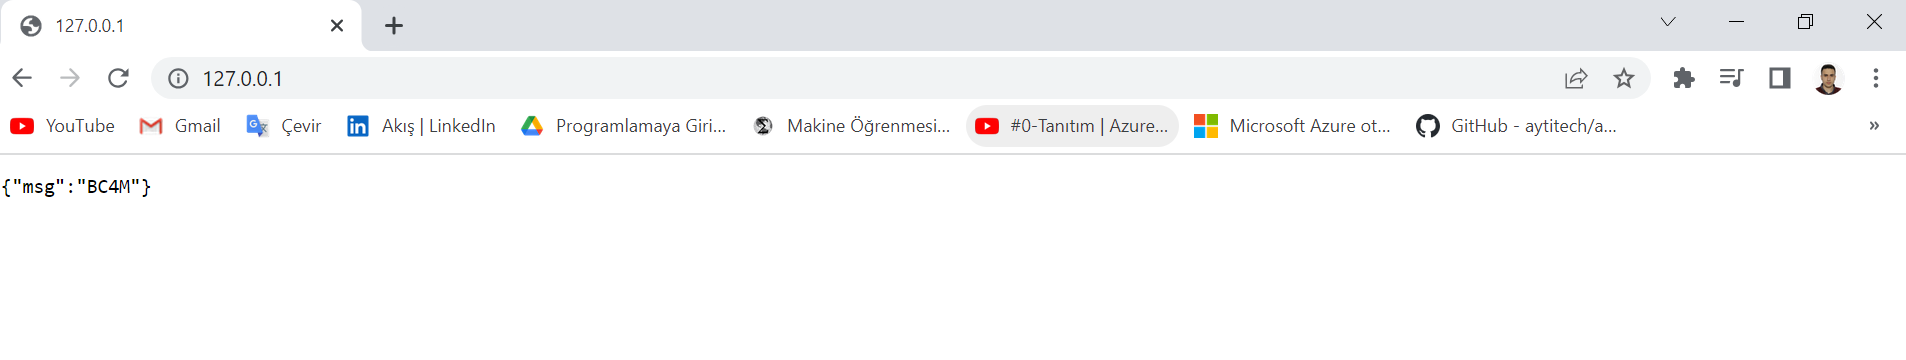 127.0.0.1
127.0.0.1
YouTube Gmail Çevir Akış | LinkedIn Programlamaya Giri... Makine Öğrenmesi... #0-Tanıtım | Azure... Microsoft Azure ot... GitHub - aytitech/a... »
{"msg":"BC4M"}